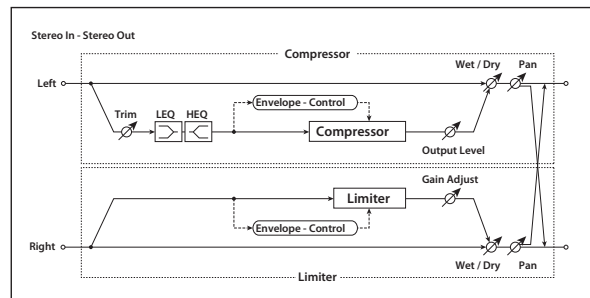 Stereo In - Stereo Out
Compressor
Wet / Dry Pan
Left
Trim LEQ HEQ
Envelope - Control
Compressor
Output Level
Gain Adjust
Limiter
Envelope - Control
Right
Wet / Dry Pan
Limiter